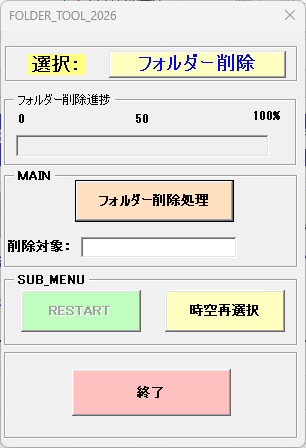 FOLDER_TOOL_2026
選択: フォルダー削除
フォルダー削除進捗
0 50 100%
MAIN
フォルダー削除処理
削除対象:
SUB_MENU
RESTART 時空再選択
終了